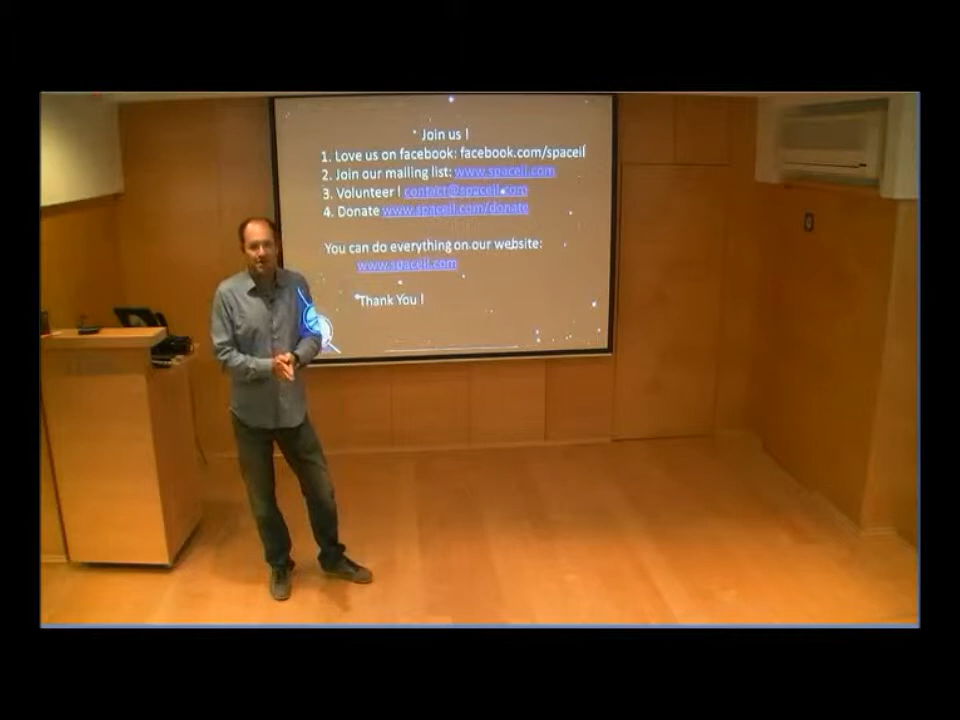 Join us !
1. Love us on facebook: facebook.com/spaceil
2. Join our mailing list: www.spaceil.com
3. Volunteer ! contact@spaceil.com
4. Donate www.spaceil.com/donate
You can do everything on our website:
www.spaceil.com
Thank You !